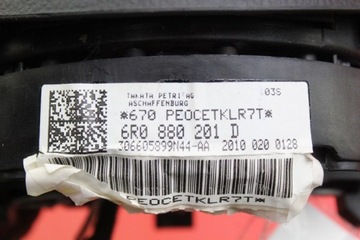 TAKATA PETRI AG
ASCHAFFENBURG
03S
*670 PEOCETKLR7T*
6R0 880 201 D
306605899N44-AA 2010 020 0128
PEOCETKLR7T*